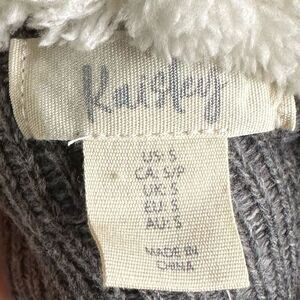 Kaisley
US: S
CA: S/P
UK: S
EU: S
AU: S
MADE IN
CHINA